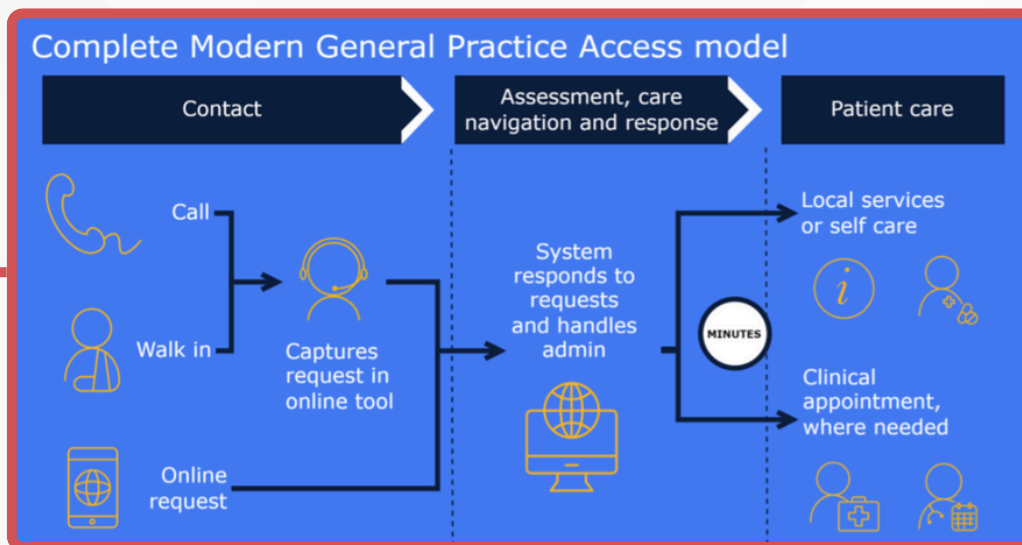 Complete Modern General Practice Access model
Contact
Assessment, care
navigation and response
Patient care
Call
Walk in
Captures
request in
online tool
Online
request
System
responds to
requests
and handles
admin
MINUTES
Local services
or self care
i
Clinical
appointment,
where needed